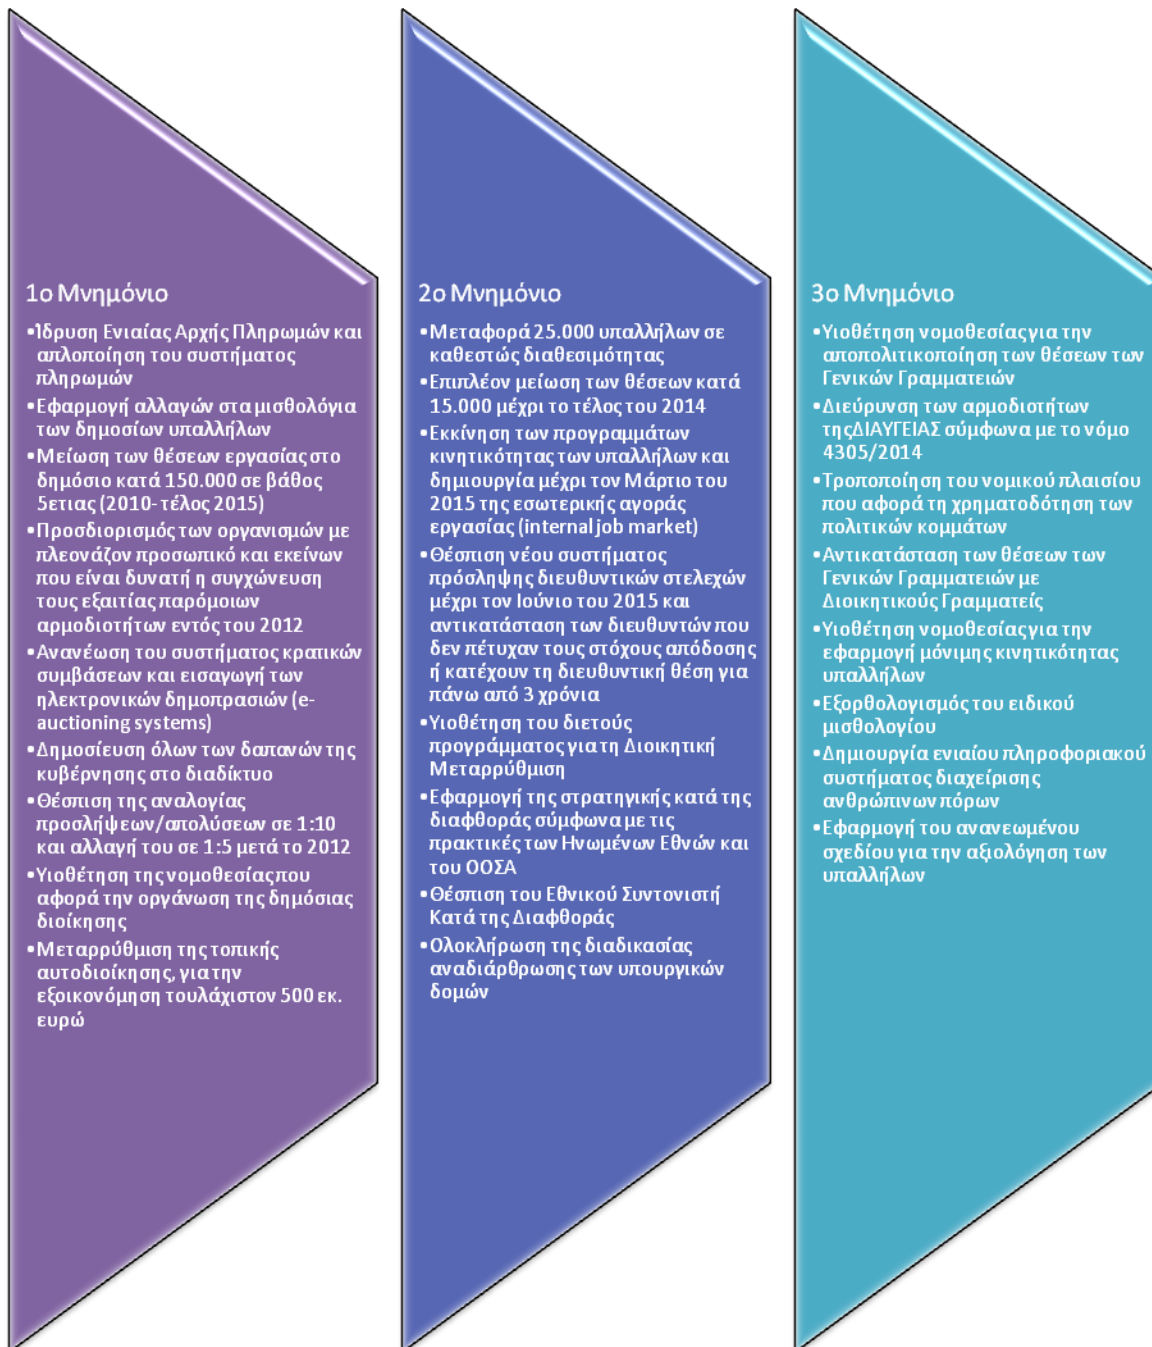 1ο Μνημόνιο
•Ίδρυση Ενιαίας Αρχής Πληρωμών και
απλοποίηση του συστήματος
πληρωμών
•Εφαρμογή αλλαγών στα μισθολόγια
των δημοσίων υπαλλήλων
•Μείωση των θέσεων εργασίας στο
δημόσιο κατά 150.000 σε βάθος
5ετιας (2010- τέλος 2015)
•Προσδιορισμός των οργανισμών με
πλεονάζον προσωπικό και εκείνων
που είναι δυνατή η συγχώνευση
τους εξαιτίας παρόμοιων
αρμοδιοτήτων εντός του 2012
•Ανανέωση του συστήματος κρατικών
συμβάσεων και εισαγωγή των
ηλεκτρονικών δημοπρασιών (e-
auctioning systems)
•Δημοσίευση όλων των δαπανών της
κυβέρνησης στο διαδίκτυο
•Θέσπιση της αναλογίας
προσλήψεων/απολύσεων σε 1:10
και αλλαγή του σε 1:5 μετά το 2012
•Υιοθέτηση της νομοθεσίας που
αφορά την οργάνωση της δημόσιας
διοίκησης
•Μεταρρύθμιση της τοπικής
αυτοδιοίκησης, για την
εξοικονόμηση τουλάχιστον 500 εκ.
ευρώ
2ο Μνημόνιο
•Μεταφορά 25.000 υπαλλήλων σε
καθεστώς διαθεσιμότητας
•Επιπλέον μείωση των θέσεων κατά
15.000 μέχρι το τέλος του 2014
•Εκκίνηση των προγραμμάτων
κινητικότητας των υπαλλήλων και
δημιουργία μέχρι τον Μάρτιο του
2015 της εσωτερικής αγοράς
εργασίας (internal job market)
•Θέσπιση νέου συστήματος
πρόσληψης διευθυντικών στελεχών
μέχρι τον Ιούνιο του 2015 και
αντικατάσταση των διευθυντών που
δεν πέτυχαν τους στόχους απόδοσης
ή κατέχουν τη διευθυντική θέση για
πάνω από 3 χρόνια
•Υιοθέτηση του διετούς
προγράμματος για τη Διοικητική
Μεταρρύθμιση
•Εφαρμογή της στρατηγικής κατά της
διαφθοράς σύμφωνα με τις
πρακτικές των Ηνωμένων Εθνών και
του ΟΟΣΑ
•Θέσπιση του Εθνικού Συντονιστή
Κατά της Διαφθοράς
•Ολοκλήρωση της διαδικασίας
αναδιάρθρωσης των υπουργικών
δομών
3ο Μνημόνιο
•Υιοθέτηση νομοθεσίας για την
αποπολιτικοποίηση των θέσεων των
Γενικών Γραμματειών
•Διεύρυνση των αρμοδιοτήτων
τηςΔΙΑΥΓΕΙΑΣ σύμφωνα με το νόμο
4305/2014
•Τροποποίηση του νομικού πλαισίου
που αφορά τη χρηματοδότηση των
πολιτικών κομμάτων
•Αντικατάσταση των θέσεων των
Γενικών Γραμματειών με
Διοικητικούς Γραμματείς
•Υιοθέτηση νομοθεσίας για την
εφαρμογή μόνιμης κινητικότητας
υπαλλήλων
•Εξορθολογισμός του ειδικού
μισθολογίου
•Δημιουργία ενιαίου πληροφοριακού
συστήματος διαχείρισης
ανθρώπινων πόρων
•Εφαρμογή του ανανεωμένου
σχεδίου για την αξιολόγηση των
υπαλλήλων